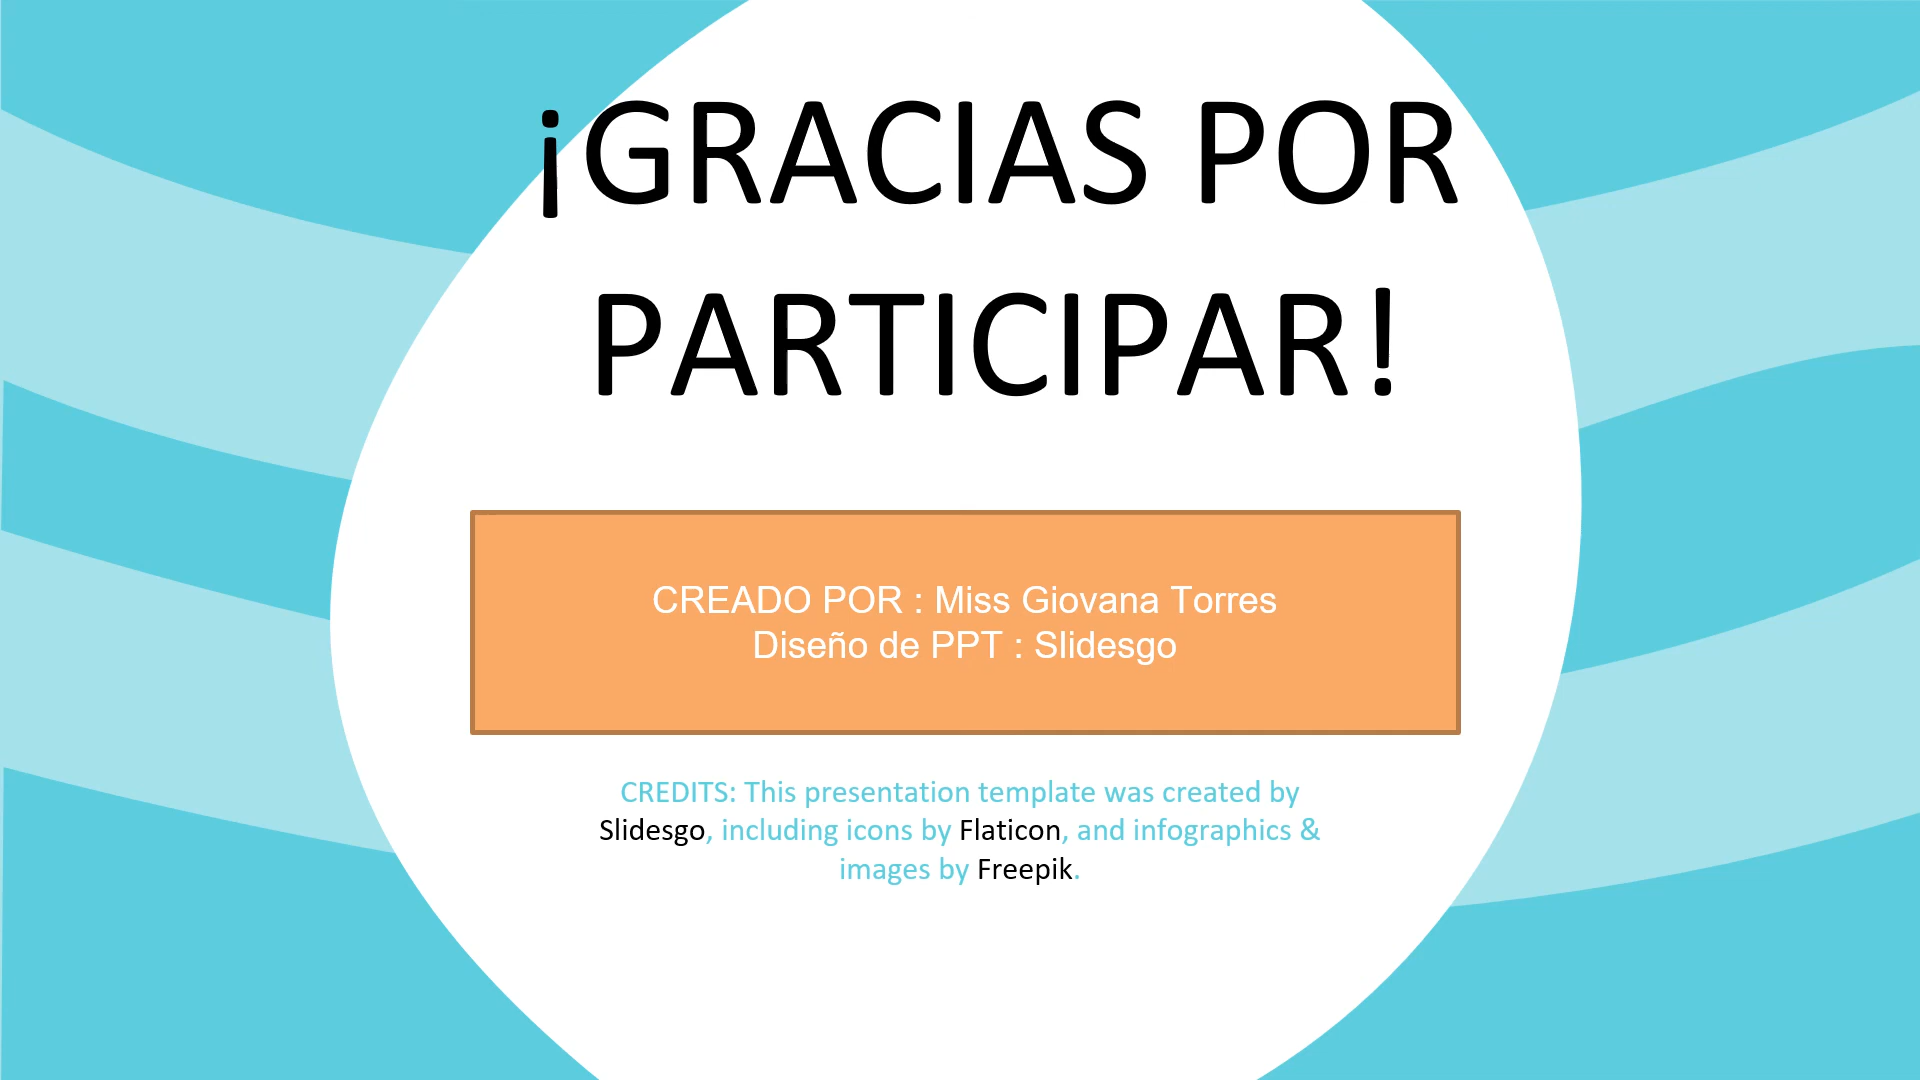 ¡GRACIAS POR
PARTICIPAR!
CREADO POR : Miss Giovana Torres
Diseño de PPT : Slidesgo
CREDITS: This presentation template was created by
Slidesgo, including icons by Flaticon, and infographics &
images by Freepik.